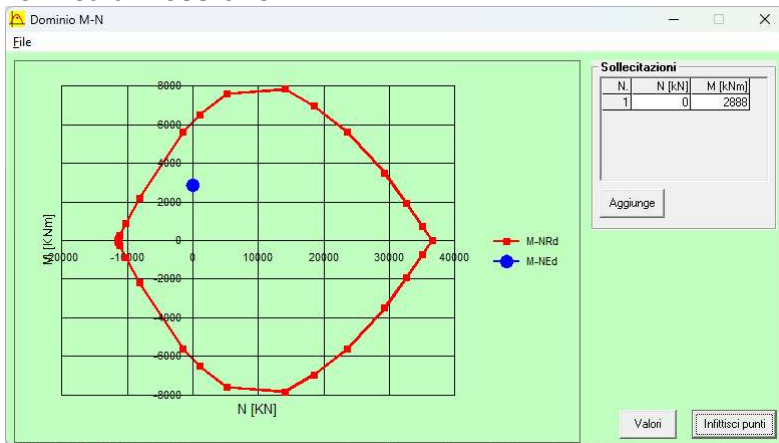 Dominio M-N
File
8000
6000
4000
2000
0
-2000
-4000
-6000
-8000
-20000
-10000
0
10000
20000
30000
40000
M [KNm]
N [KN]
M-NRd
M-NEd
Sollecitazioni
N. N [kN] M [kNm]
1 0 2888
Aggiunge
Valori
Infittisci punti